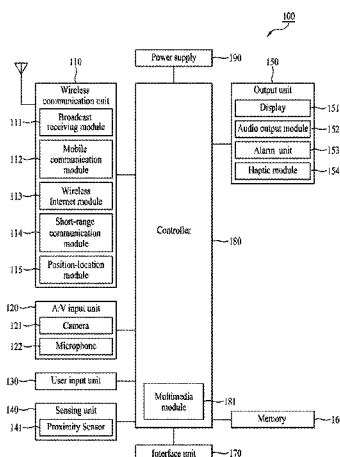 100
110
Wireless
communication unit
111
Broadcast
receiving module
112
Mobile
communication
module
113
Wireless
Internet module
114
Short-range
communication
module
115
Position-location
module
120
A/V input unit
121
Camera
122
Microphone
130
User input unit
140
Sensing unit
141
Proximity Sensor
Power supply
190
Controller
180
Multimedia
module
181
Interface unit
170
150
Output unit
Display
151
Audio output module
152
Alarm unit
153
Haptic module
154
Memory
16